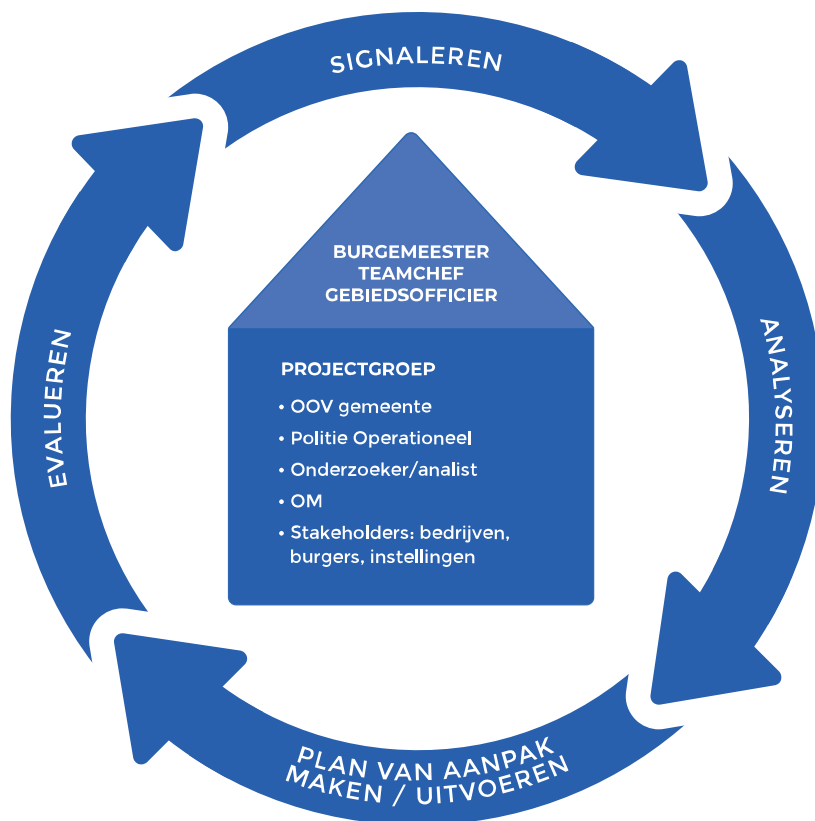 SIGNALEREN
ANALYSEREN
PLAN VAN AANPAK
MAKEN / UITVOEREN
EVALUEREN
BURGEMEESTER
TEAMCHEF
GEBIEDSOFFICIER
PROJECTGROEP
• OOV gemeente
• Politie Operationeel
• Onderzoeker/analist
• OM
• Stakeholders: bedrijven,
burgers, instellingen